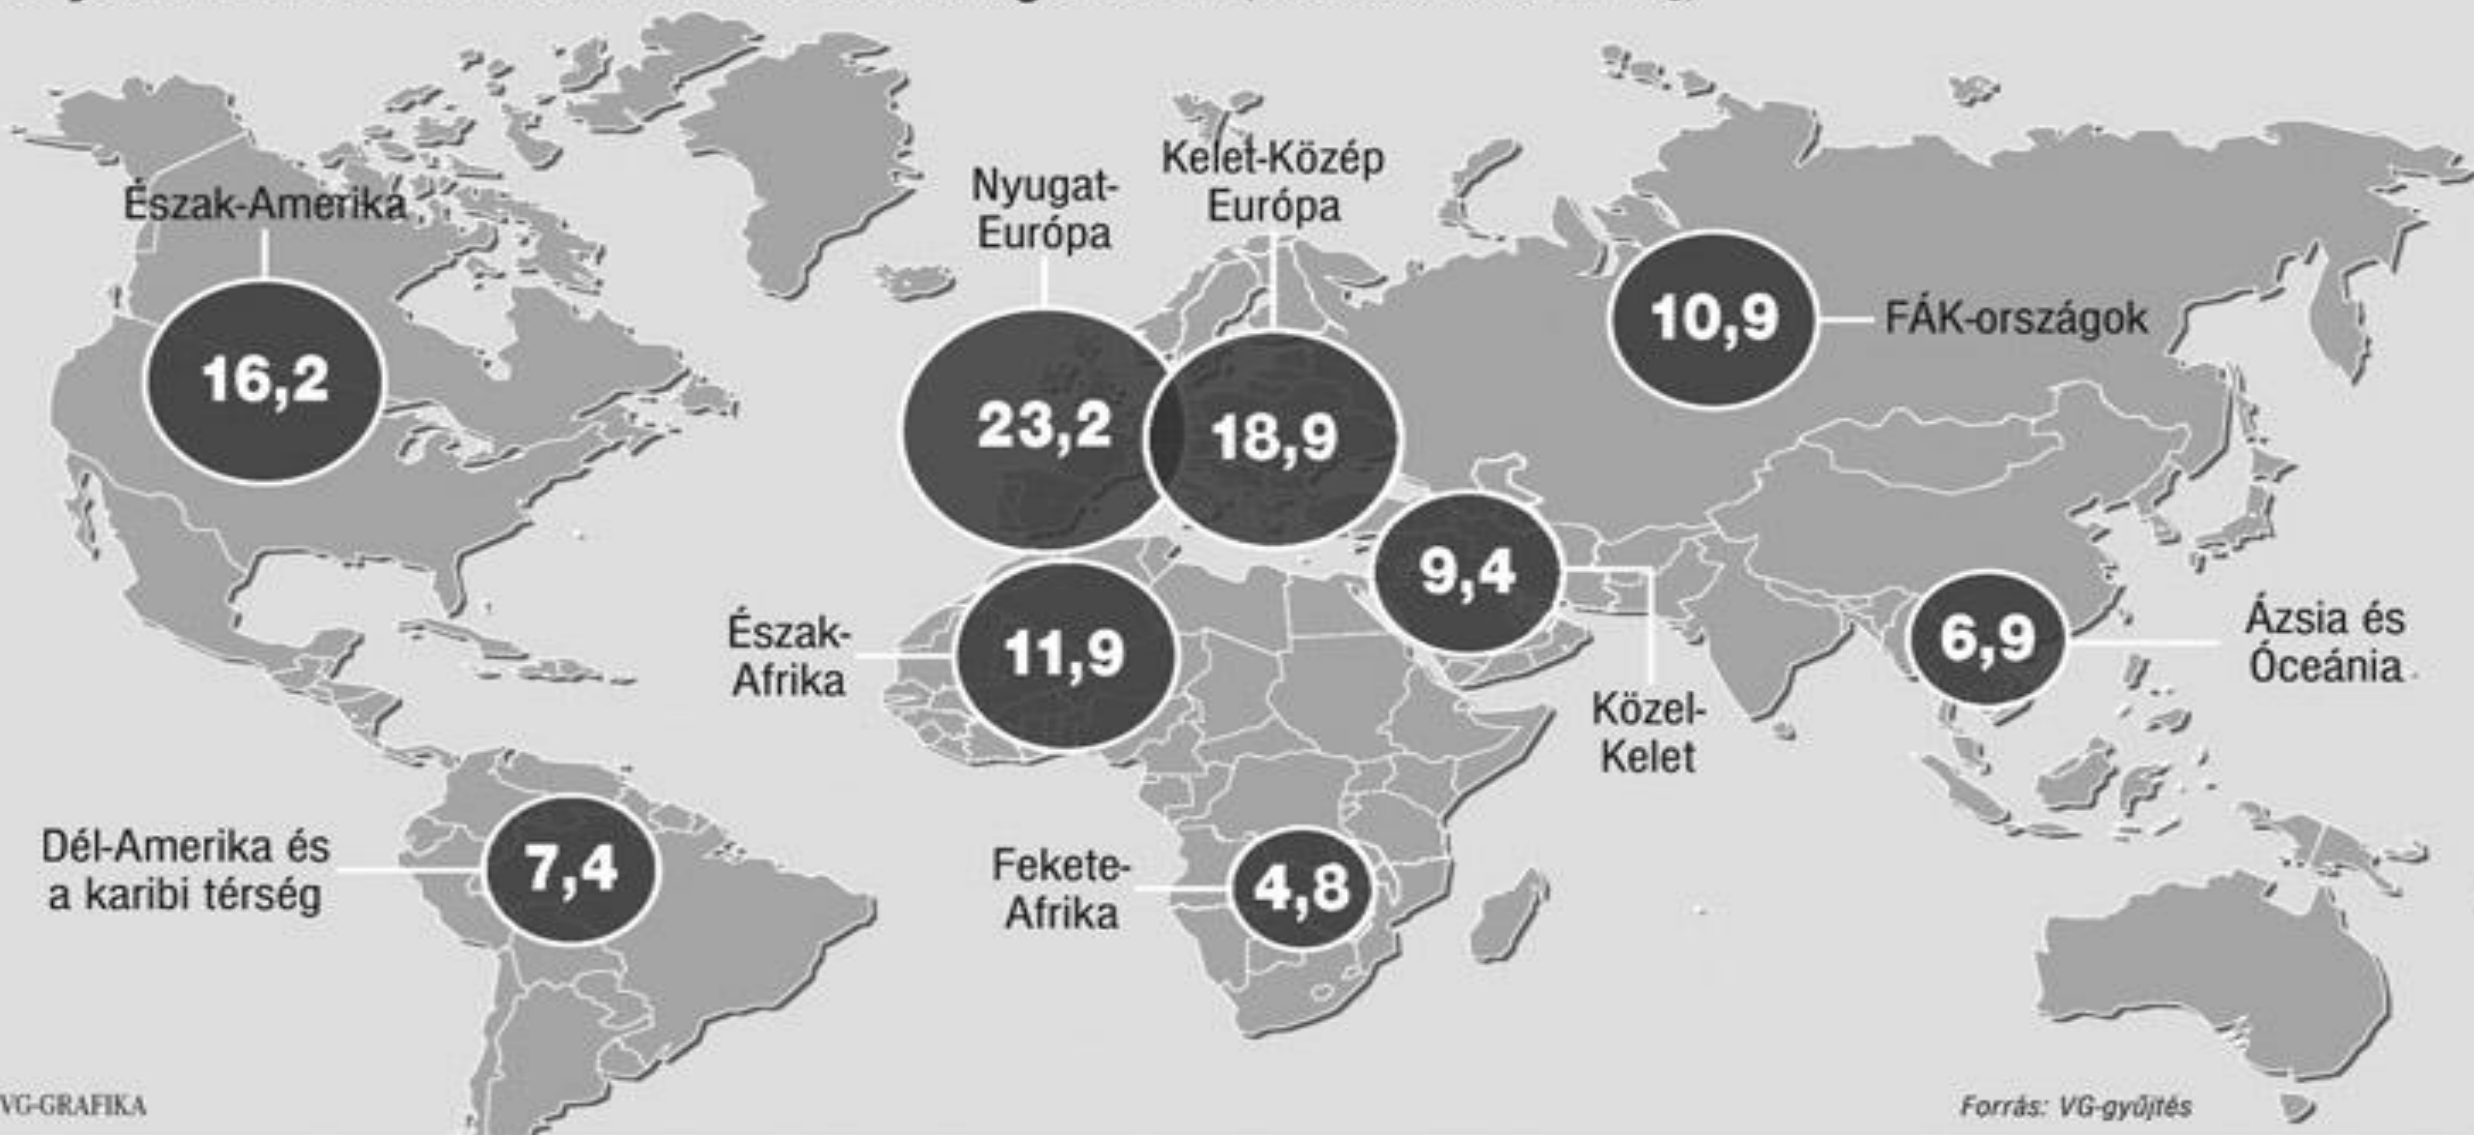 Észak-Amerika
16,2
Nyugat-
Európa
23,2
Kelet-Közép
Európa
18,9
10,9
FÁK-országok
9,4
Közel-
Kelet
Észak-
Afrika
11,9
6,9
Ázsia és
Óceánia
Dél-Amerika és
a karibi térség
7,4
Fekete-
Afrika
4,8
VG-GRAFIKA
Forrás: VG-gyűjtés